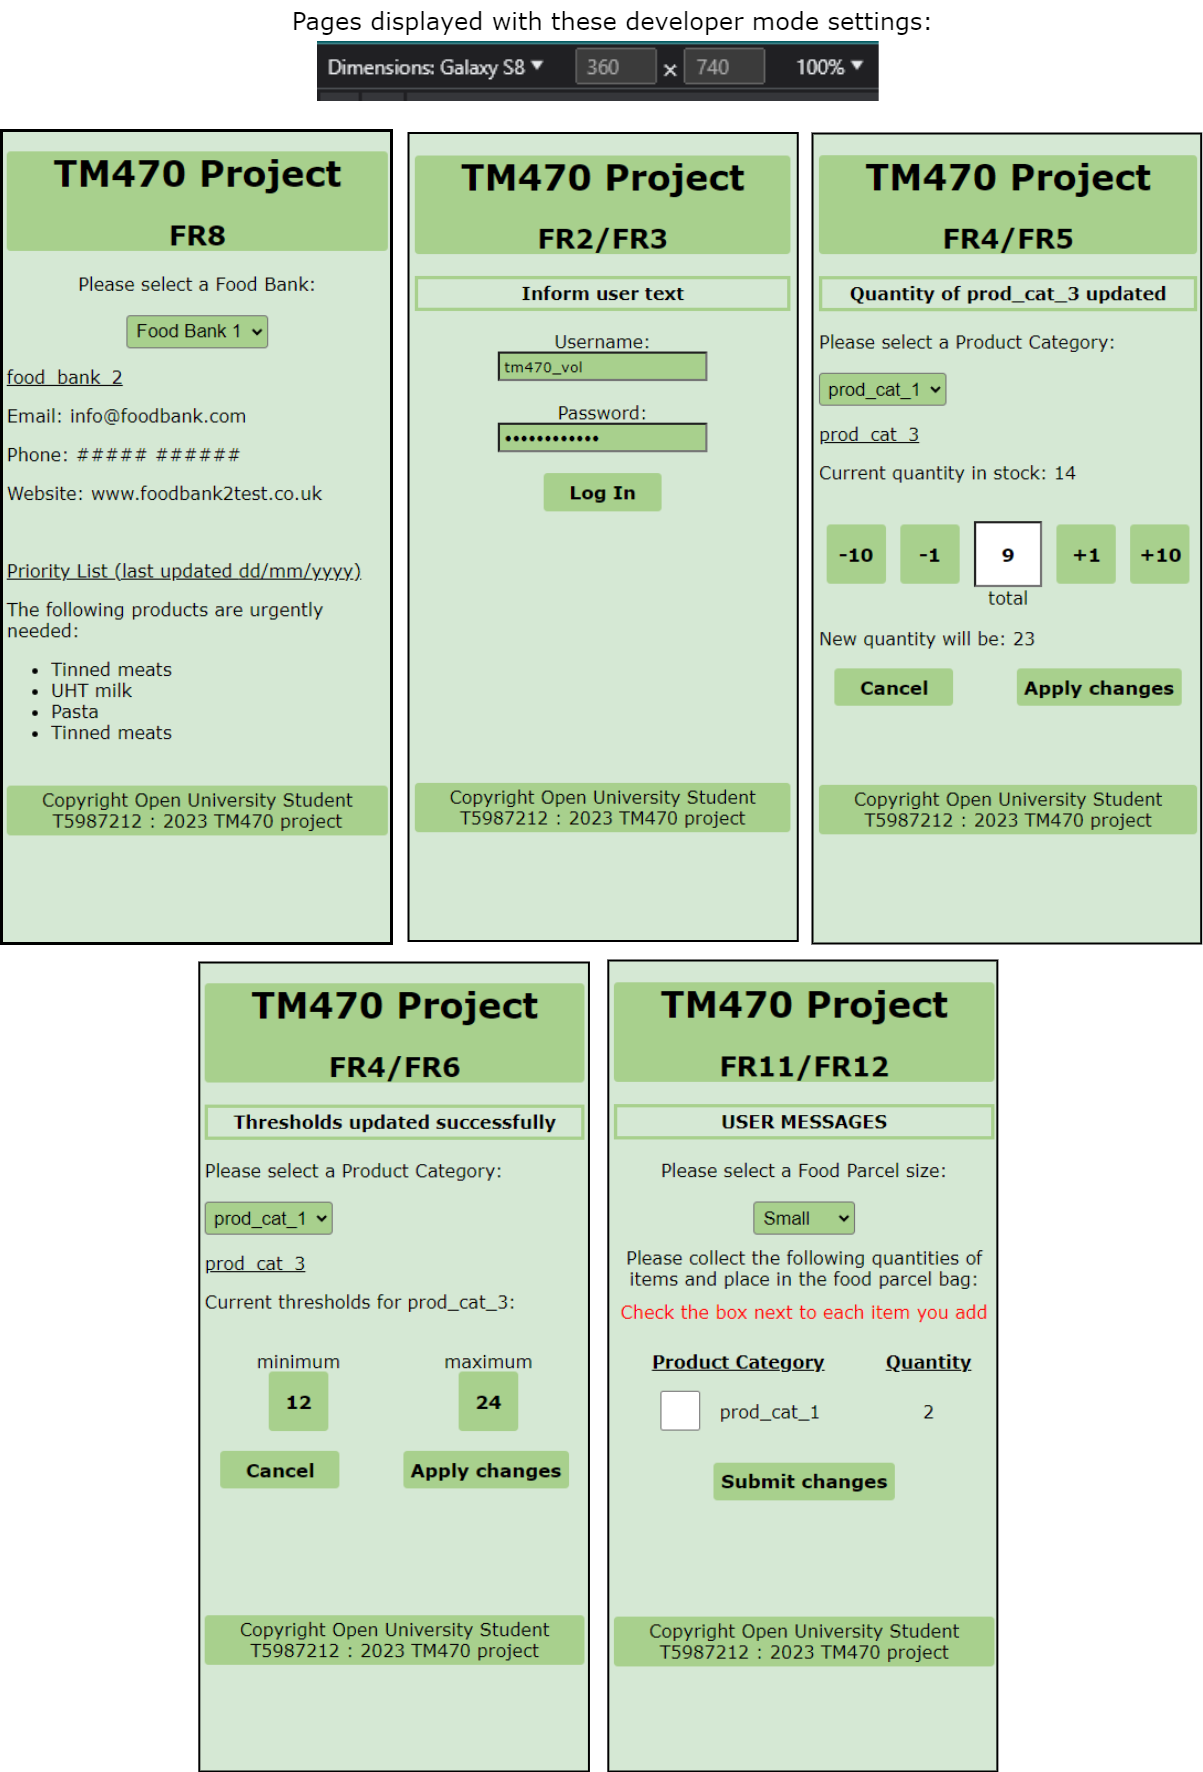 Pages displayed with these developer mode settings:
Dimensions: Galaxy S8 ▼ 360 × 740 100% ▼
TM470 Project
FR8
Please select a Food Bank:
Food Bank 1
food_bank_2
Email: info@foodbank.com
Phone: ##### ######
Website: www.foodbank2test.co.uk
Priority List (last updated dd/mm/yyyy)
The following products are urgently
needed:
• Tinned meats
• UHT milk
• Pasta
• Tinned meats
Copyright Open University Student
T5987212 : 2023 TM470 project
TM470 Project
FR2/FR3
Inform user text
Username:
tm470_vol
Password:
••••••••••••
Log In
Copyright Open University Student
T5987212 : 2023 TM470 project
TM470 Project
FR4/FR5
Quantity of prod_cat_3 updated
Please select a Product Category:
prod_cat_1
prod_cat_3
Current quantity in stock: 14
-10 -1 9 +1 +10
total
New quantity will be: 23
Cancel Apply changes
Copyright Open University Student
T5987212 : 2023 TM470 project
TM470 Project
FR4/FR6
Thresholds updated successfully
Please select a Product Category:
prod_cat_1
prod_cat_3
Current thresholds for prod_cat_3:
minimum maximum
12 24
Cancel Apply changes
Copyright Open University Student
T5987212 : 2023 TM470 project
TM470 Project
FR11/FR12
USER MESSAGES
Please select a Food Parcel size:
Small
Please collect the following quantities of
items and place in the food parcel bag:
Check the box next to each item you add
Product Category Quantity
prod_cat_1 2
Submit changes
Copyright Open University Student
T5987212 : 2023 TM470 project